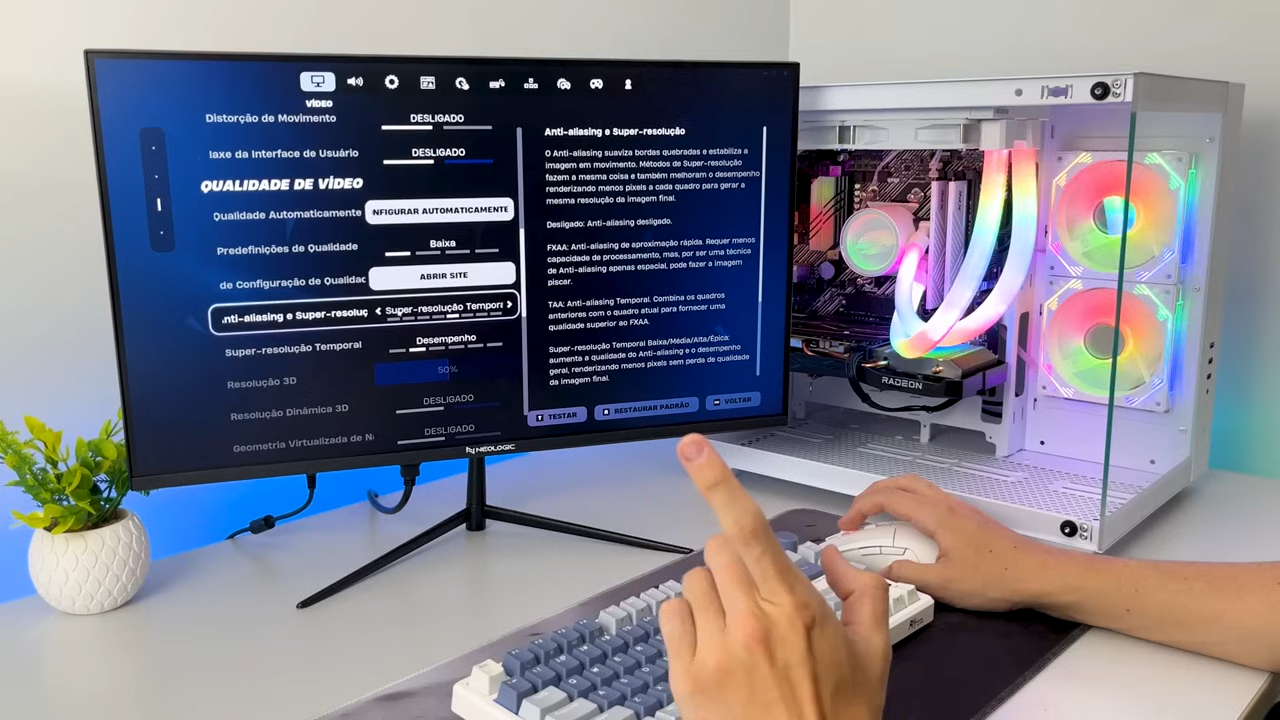 VÍDEO
Distorção de Movimento
DESLIGADO
laxe da Interface de Usuário
DESLIGADO
QUALIDADE DE VÍDEO
Qualidade Automaticamente
NFIGURAR AUTOMATICAMENTE
Predefinições de Qualidade
Baixa
de Configuração de Qualidad
ABRIR SITE
nti-aliasing e Super-resoluç
Super-resolução Tempora
Super-resolução Temporal
Desempenho
Resolução 3D
50%
Resolução Dinâmica 3D
DESLIGADO
Geometria Virtualizada de N
DESLIGADO
Anti-aliasing e Super-resolução
O Anti-aliasing suaviza bordas quebradas e estabiliza a
imagem em movimento. Métodos de Super-resolução
fazem a mesma coisa e também melhoram o desempenho
renderizando menos pixels a cada quadro para gerar a
mesma resolução da imagem final.
Desligado: Anti-aliasing desligado.
FXAA: Anti-aliasing de aproximação rápida. Requer menos
capacidade de processamento, mas, por ser uma técnica
de Anti-aliasing apenas espacial, pode fazer a imagem
piscar.
TAA: Anti-aliasing Temporal. Combina os quadros
anteriores com o quadro atual para fornecer uma
qualidade superior ao FXAA.
Super-resolução Temporal Baixa/Média/Alta/Épica:
aumenta a qualidade do Anti-aliasing e o desempenho
geral, renderizando menos pixels sem perda de qualidade
da imagem final.
TESTAR
RESTAURAR PADRÃO
VOLTAR
NEOLOGIC
RADEON